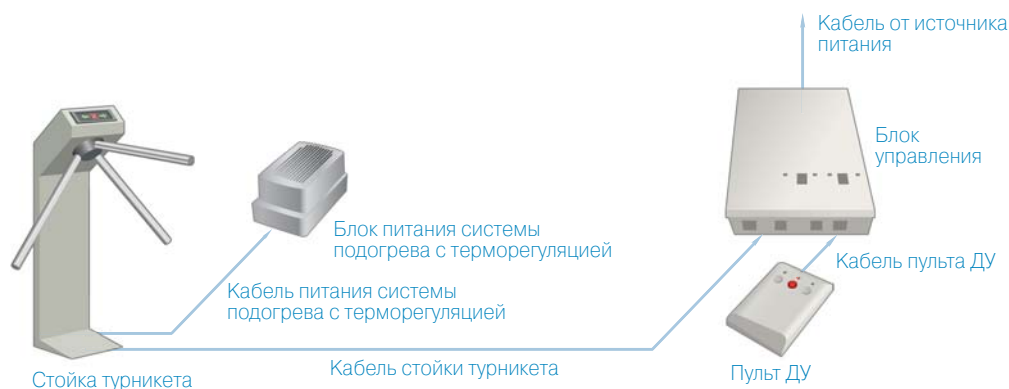 Кабель от источника
питания
Блок
управления
Блок питания системы
подогрева с терморегуляцией
Кабель пульта ДУ
Кабель питания системы
подогрева с терморегуляцией
Кабель стойки турникета
Пульт ДУ
Стойка турникета